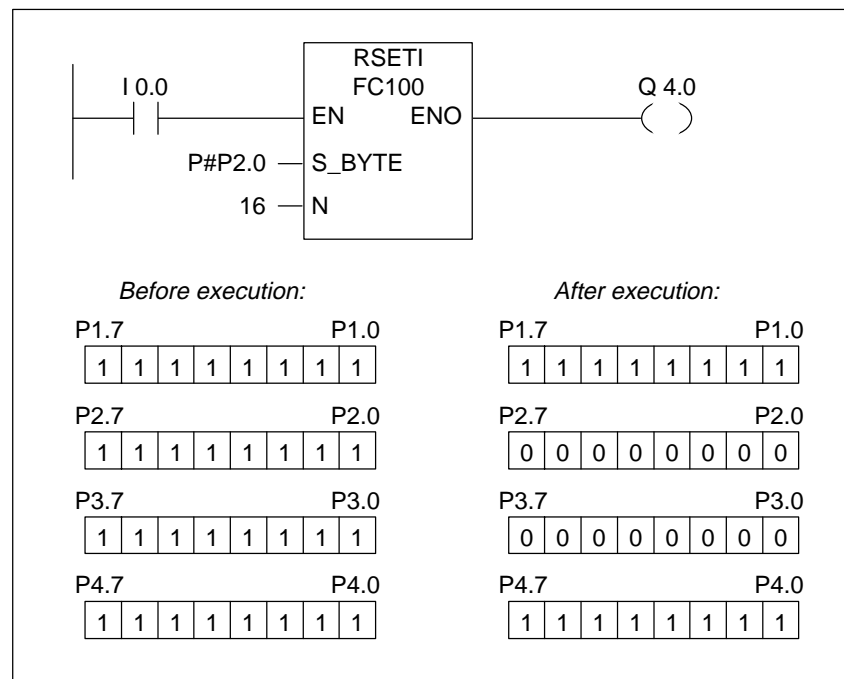 RSETI
I 0.0 FC100 Q 4.0
EN ENO
P#P2.0 S_BYTE
16 N
Before execution: After execution:
P1.7 P1.0 P1.7 P1.0
1 1 1 1 1 1 1 1 1 1 1 1 1 1 1 1
P2.7 P2.0 P2.7 P2.0
1 1 1 1 1 1 1 1 0 0 0 0 0 0 0 0
P3.7 P3.0 P3.7 P3.0
1 1 1 1 1 1 1 1 0 0 0 0 0 0 0 0
P4.7 P4.0 P4.7 P4.0
1 1 1 1 1 1 1 1 1 1 1 1 1 1 1 1